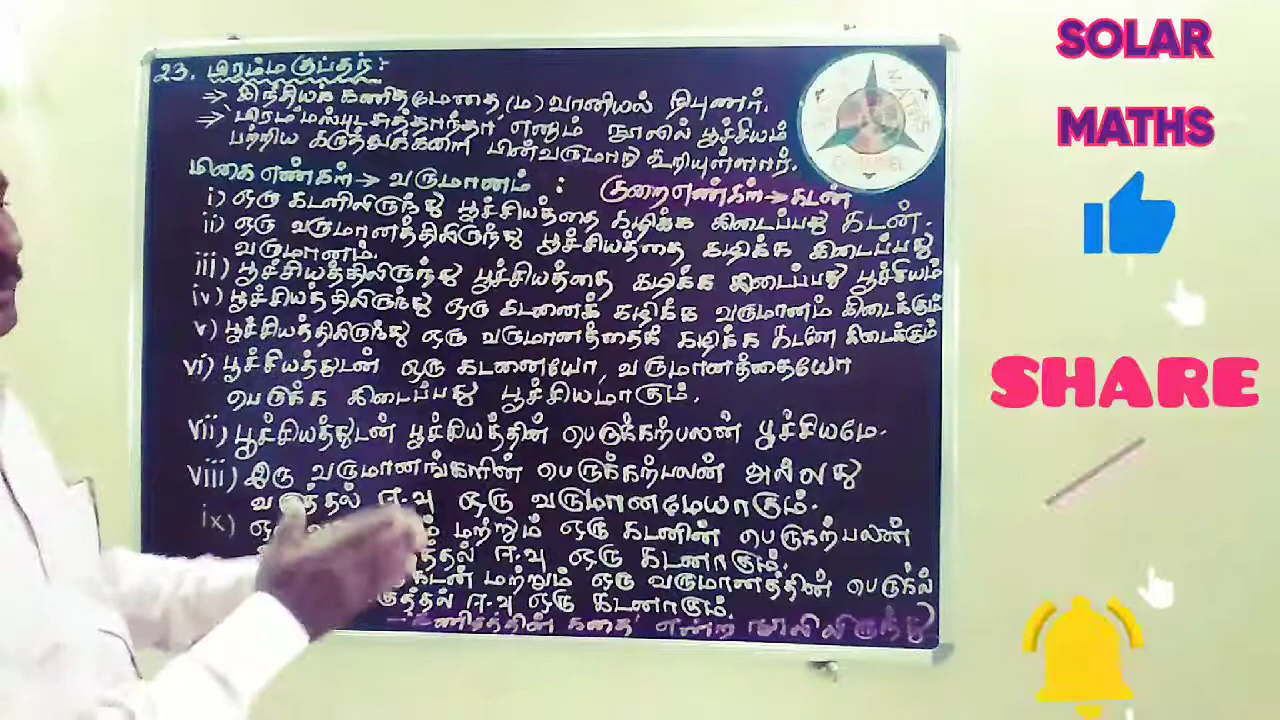 23. பிரம்ம குப்தர் :
⇒ இந்தியக் கணித மேதை (ம) வானியல் நிபுணர்.
⇒ பிரம்மஸ்புட சுத்தாந்தா எனும் நூலில் பூச்சியம்
பற்றிய கருத்துக்களை பின்வருமாறு கூறியுள்ளார்.
மிகை எண்கள் → வருமானம் : குறை எண்கள் → கடன்
i) ஒரு கடனிலிருந்து பூச்சியத்தை கழிக்க கிடைப்பது கடன்.
ii) ஒரு வருமானத்திலிருந்து பூச்சியத்தை கழிக்க கிடைப்பது
வருமானம்.
iii) பூச்சியத்திலிருந்து பூச்சியத்தை கழிக்க கிடைப்பது பூச்சியம்
iv) பூச்சியத்திலிருந்து ஒரு கடனைக் கழிக்க வருமானம் கிடைக்கும்
v) பூச்சியத்திலிருந்து ஒரு வருமானத்தைக் கழிக்க கடனே கிடைக்கும்
vi) பூச்சியத்துடன் ஒரு கடனையோ, வருமானத்தையோ
பெருக்க கிடைப்பது பூச்சியமாகும்.
vii) பூச்சியத்துடன் பூச்சியத்தின் பெருக்கற்பலன் பூச்சியமே.
viii) இரு வருமானங்களின் பெருக்கற்பலன் அல்லது
வகுத்தல் ஈ.வு ஒரு வருமானமேயாகும்.
ix) ஒரு மற்றும் ஒரு கடனின் பெருகற்பலன்
ஈ.வு ஒரு கடனாகும்.
கடன் மற்றும் ஒரு வருமானத்தின் பெருக்கல்
ஈ.வு ஒரு கடனாகும்.
- கணிதத்தின் கதை என்ற நூலிலிருந்து
SOLAR
MATHS
SHARE